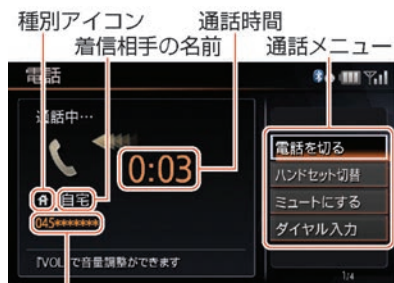 種別アイコン
通話時間
着信相手の名前
通話メニュー
電話
通話中…
0:03
自宅
045*******
『VOL』で音量調整ができます
電話を切る
ハンドセット切替
ミュートにする
ダイヤル入力
1/4